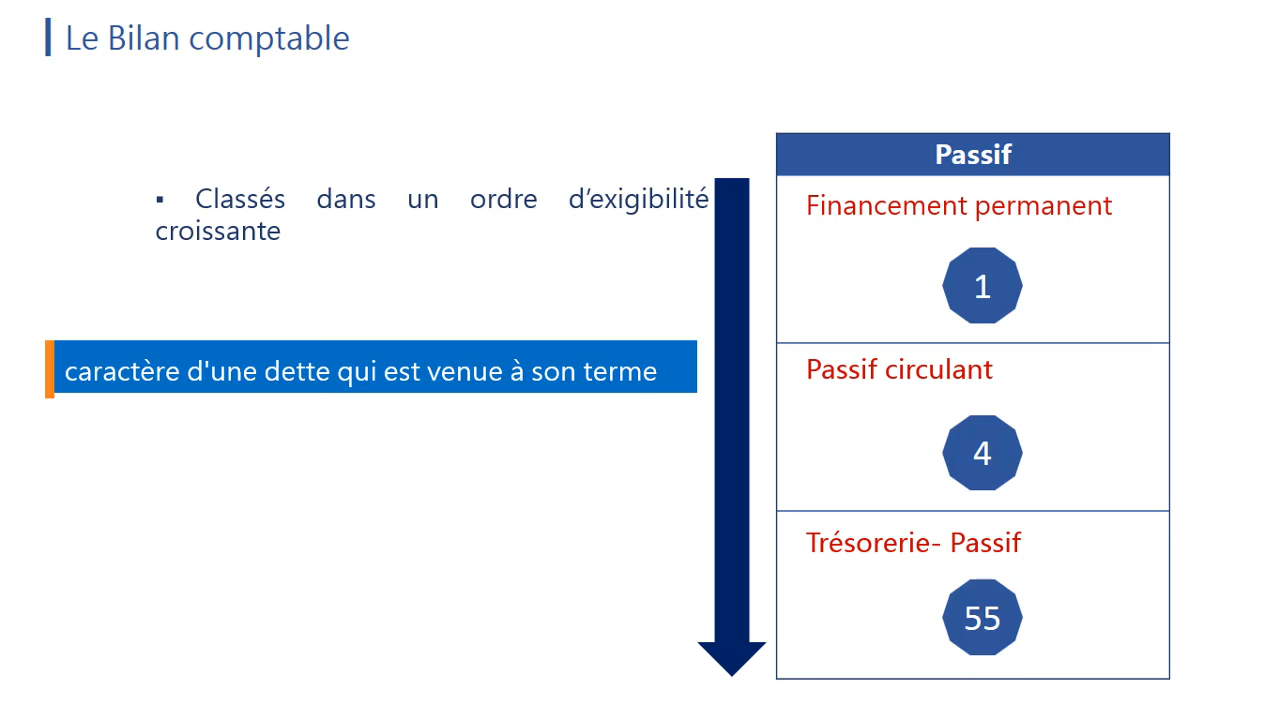 Le Bilan comptable
▪ Classés dans un ordre d’exigibilité
croissante
caractère d'une dette qui est venue à son terme
Passif
Financement permanent
1
Passif circulant
4
Trésorerie- Passif
55